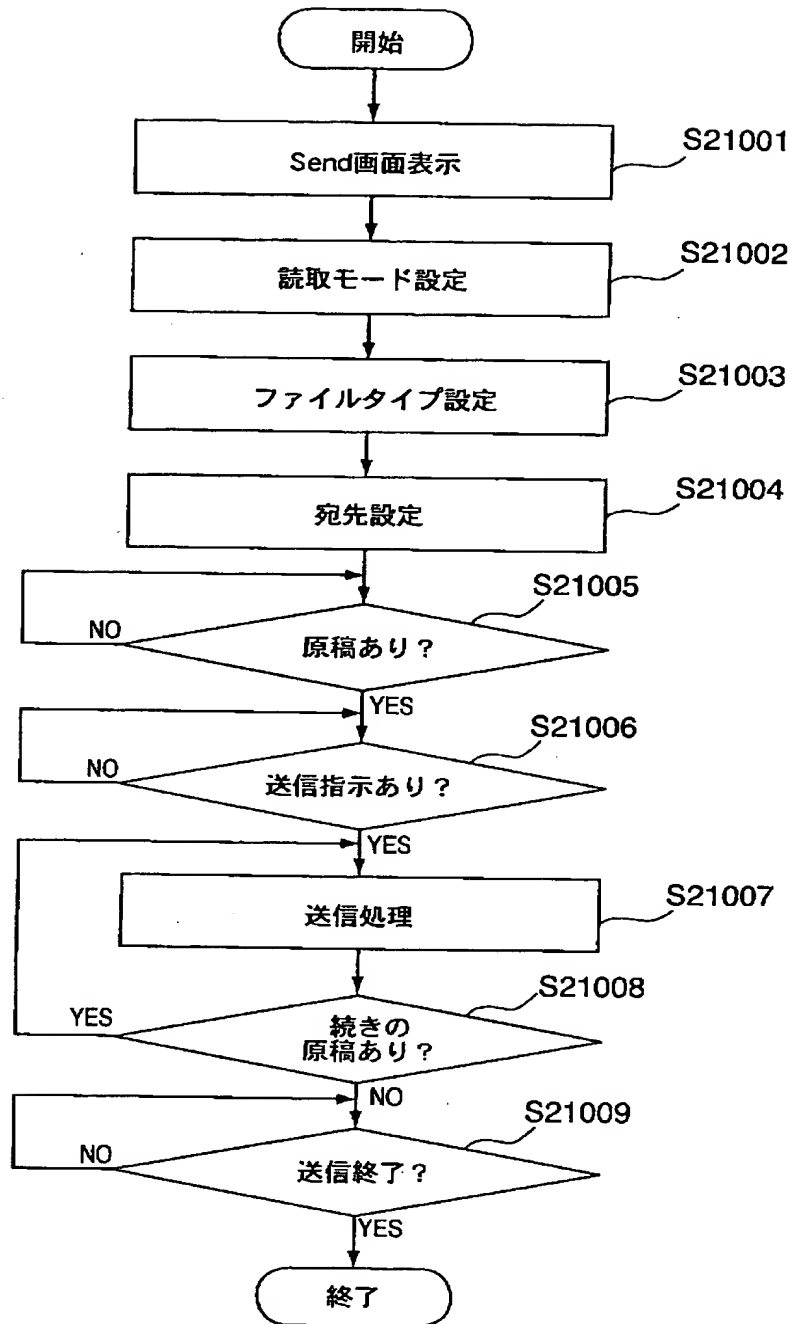 開始
Send画面表示
S21001
読取モード設定
S21002
ファイルタイプ設定
S21003
宛先設定
S21004
S21005
原稿あり?
NO
YES
S21006
送信指示あり?
NO
YES
送信処理
S21007
S21008
続きの
原稿あり?
YES
NO
S21009
送信終了?
NO
YES
終了